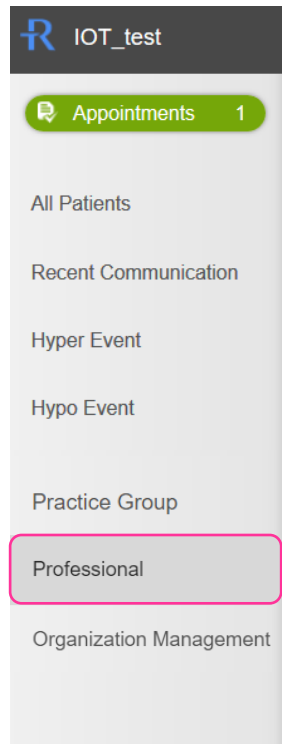 IOT_test
Appointments 1
All Patients
Recent Communication
Hyper Event
Hypo Event
Practice Group
Professional
Organization Management